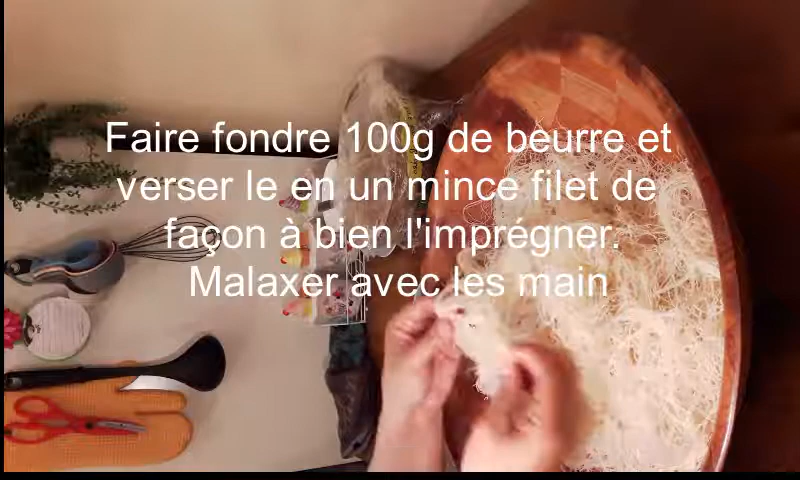 Faire fondre 100g de beurre et
verser le en un mince filet de
façon à bien l'imprégner.
Malaxer avec les main